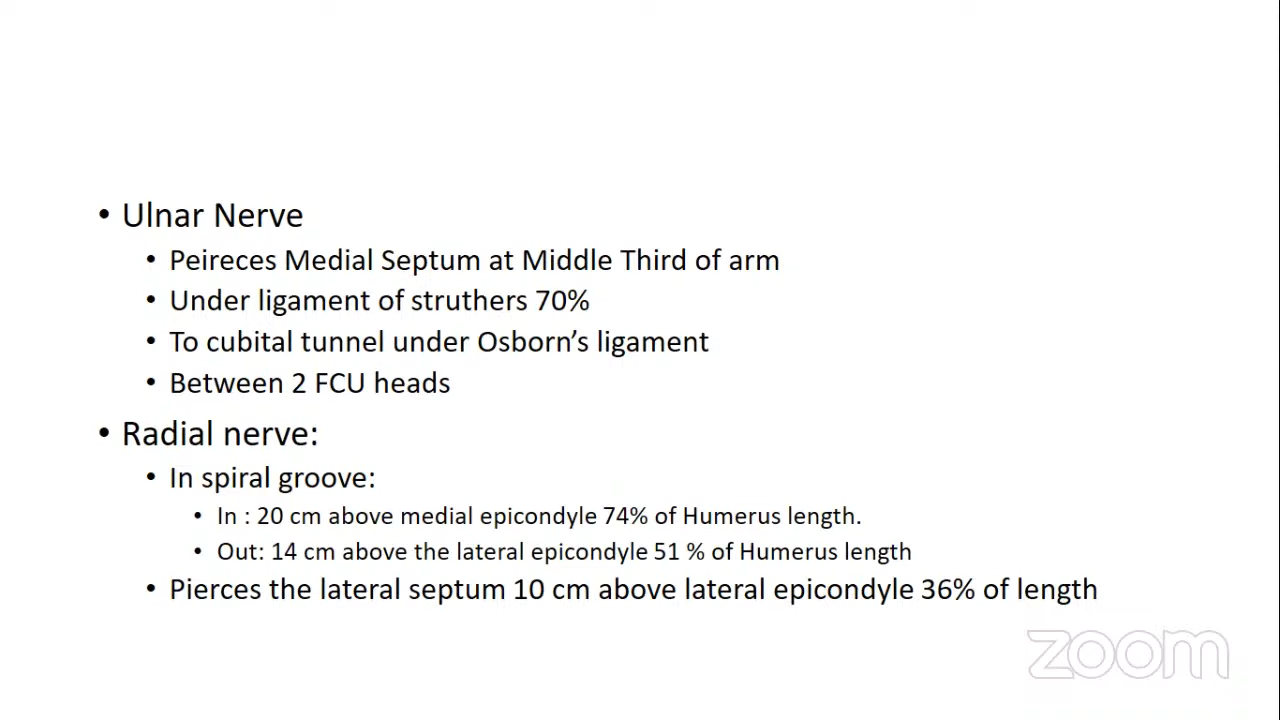 • Ulnar Nerve
• Peireces Medial Septum at Middle Third of arm
• Under ligament of struthers 70%
• To cubital tunnel under Osborn’s ligament
• Between 2 FCU heads
• Radial nerve:
• In spiral groove:
• In : 20 cm above medial epicondyle 74% of Humerus length.
• Out: 14 cm above the lateral epicondyle 51 % of Humerus length
• Pierces the lateral septum 10 cm above lateral epicondyle 36% of length
zoom